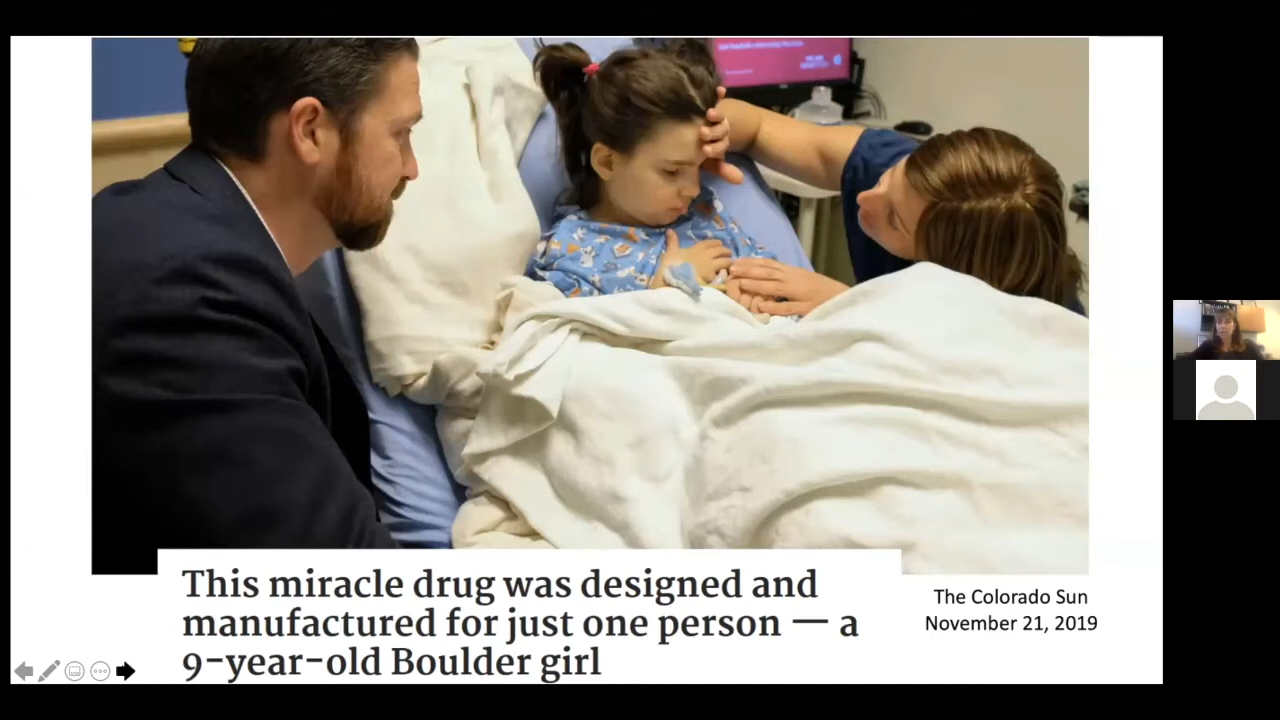 This miracle drug was designed and
manufactured for just one person — a
9-year-old Boulder girl
The Colorado Sun
November 21, 2019